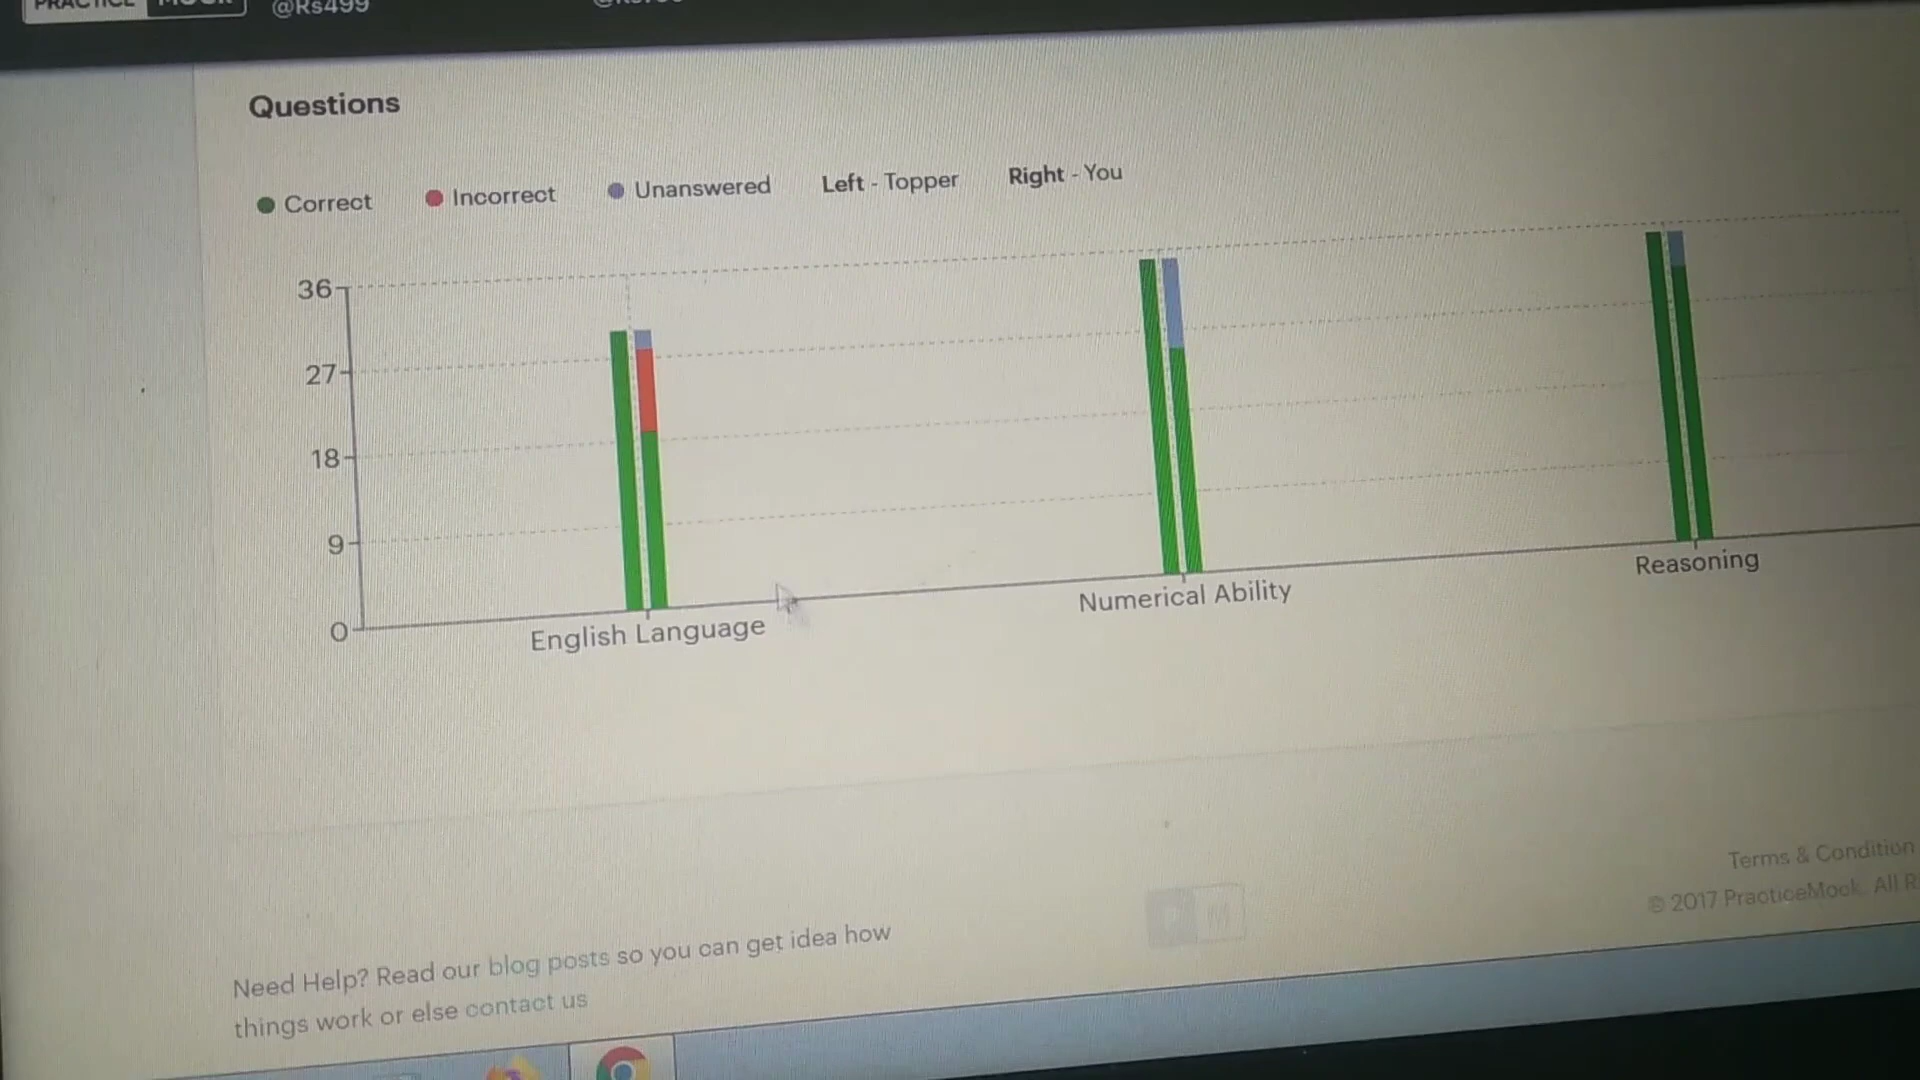 PRACTICE MOCK @Rs499
Questions
Correct Incorrect Unanswered Left - Topper Right - You
36
27
18
9
0
English Language Numerical Ability Reasoning
Terms & Condition
© 2017 PracticeMock. All R
Need Help? Read our blog posts so you can get idea how
things work or else contact us